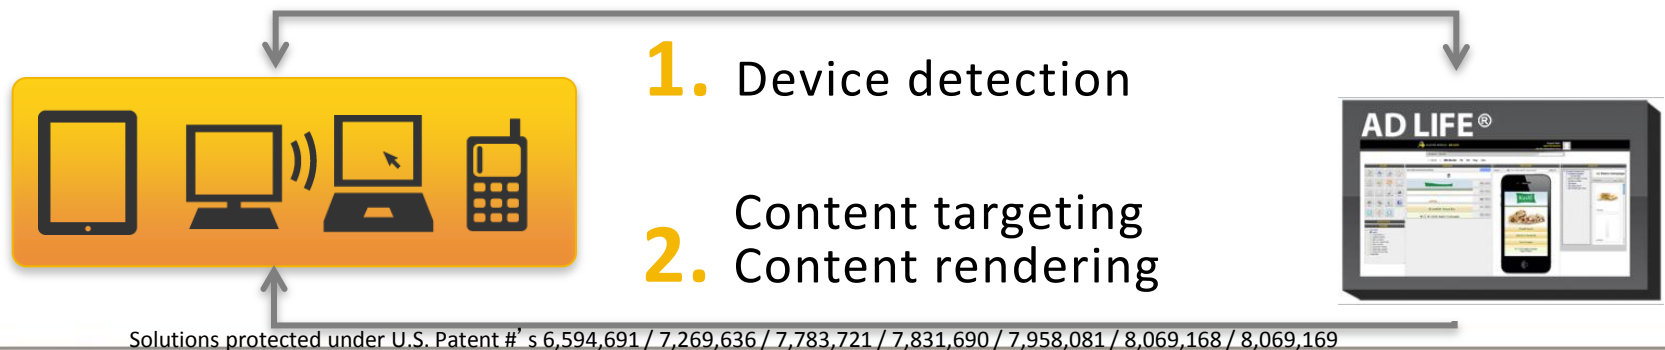 1. Device detection
AD LIFE®
Content targeting
2. Content rendering
Solutions protected under U.S. Patent #’s 6,594,691 / 7,269,636 / 7,783,721 / 7,831,690 / 7,958,081 / 8,069,168 / 8,069,169